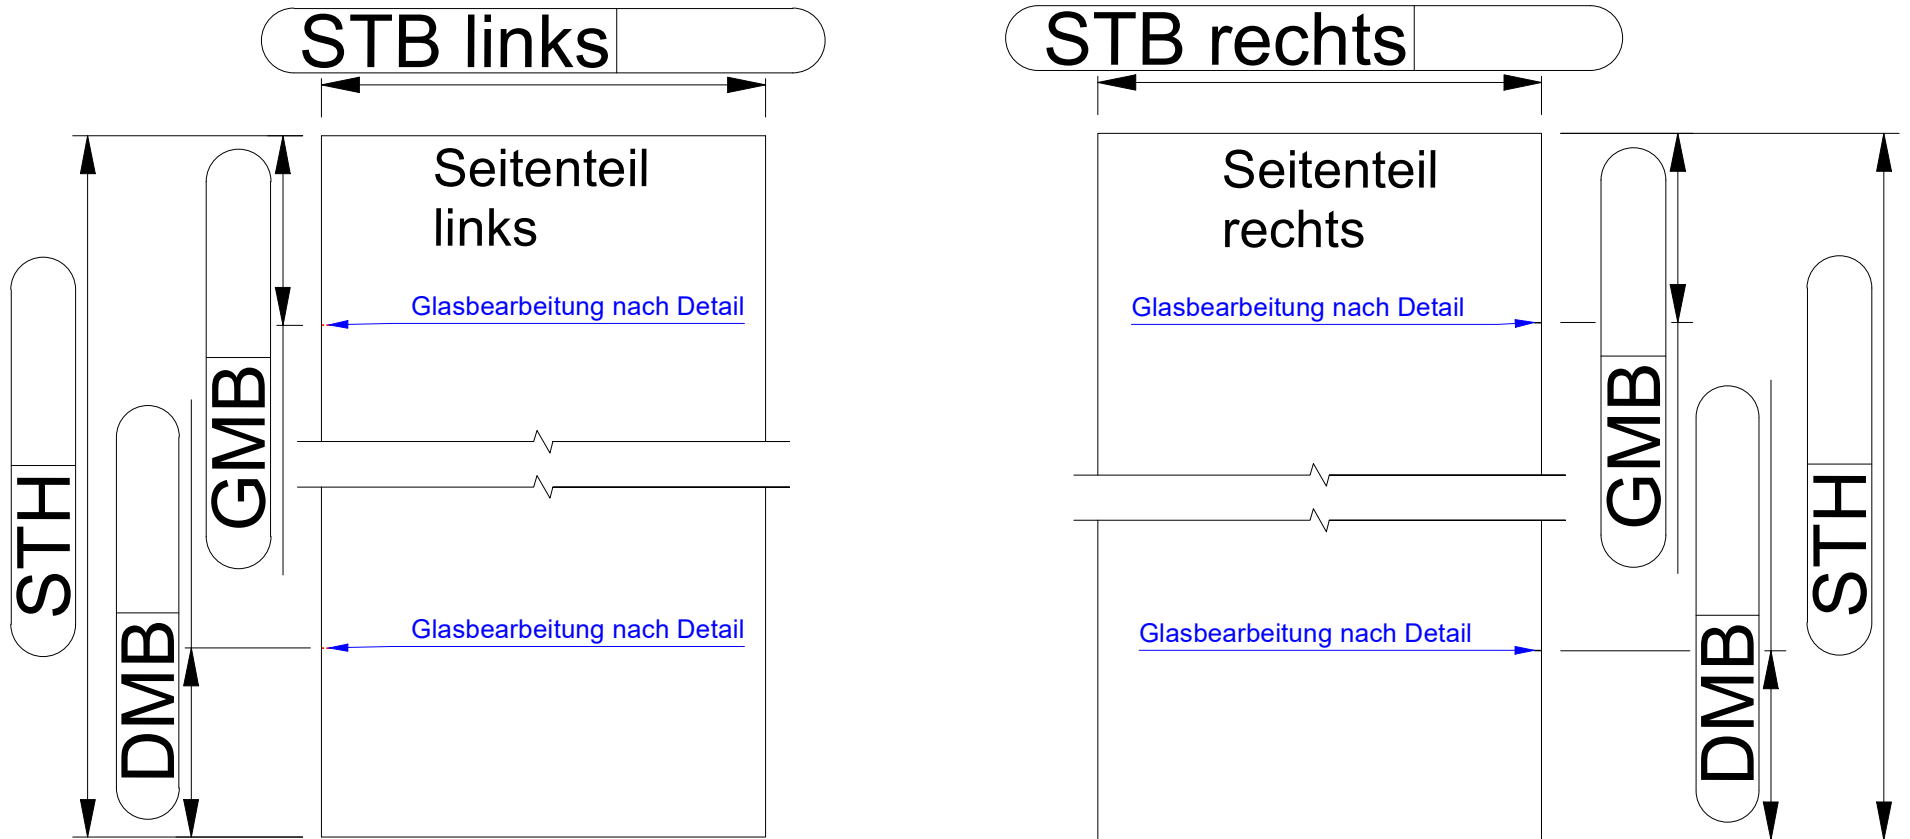 STB links
STB rechts
Seitenteil
links
Seitenteil
rechts
Glasbearbeitung nach Detail
Glasbearbeitung nach Detail
GMB
GMB
STH
STH
Glasbearbeitung nach Detail
Glasbearbeitung nach Detail
DMB
DMB